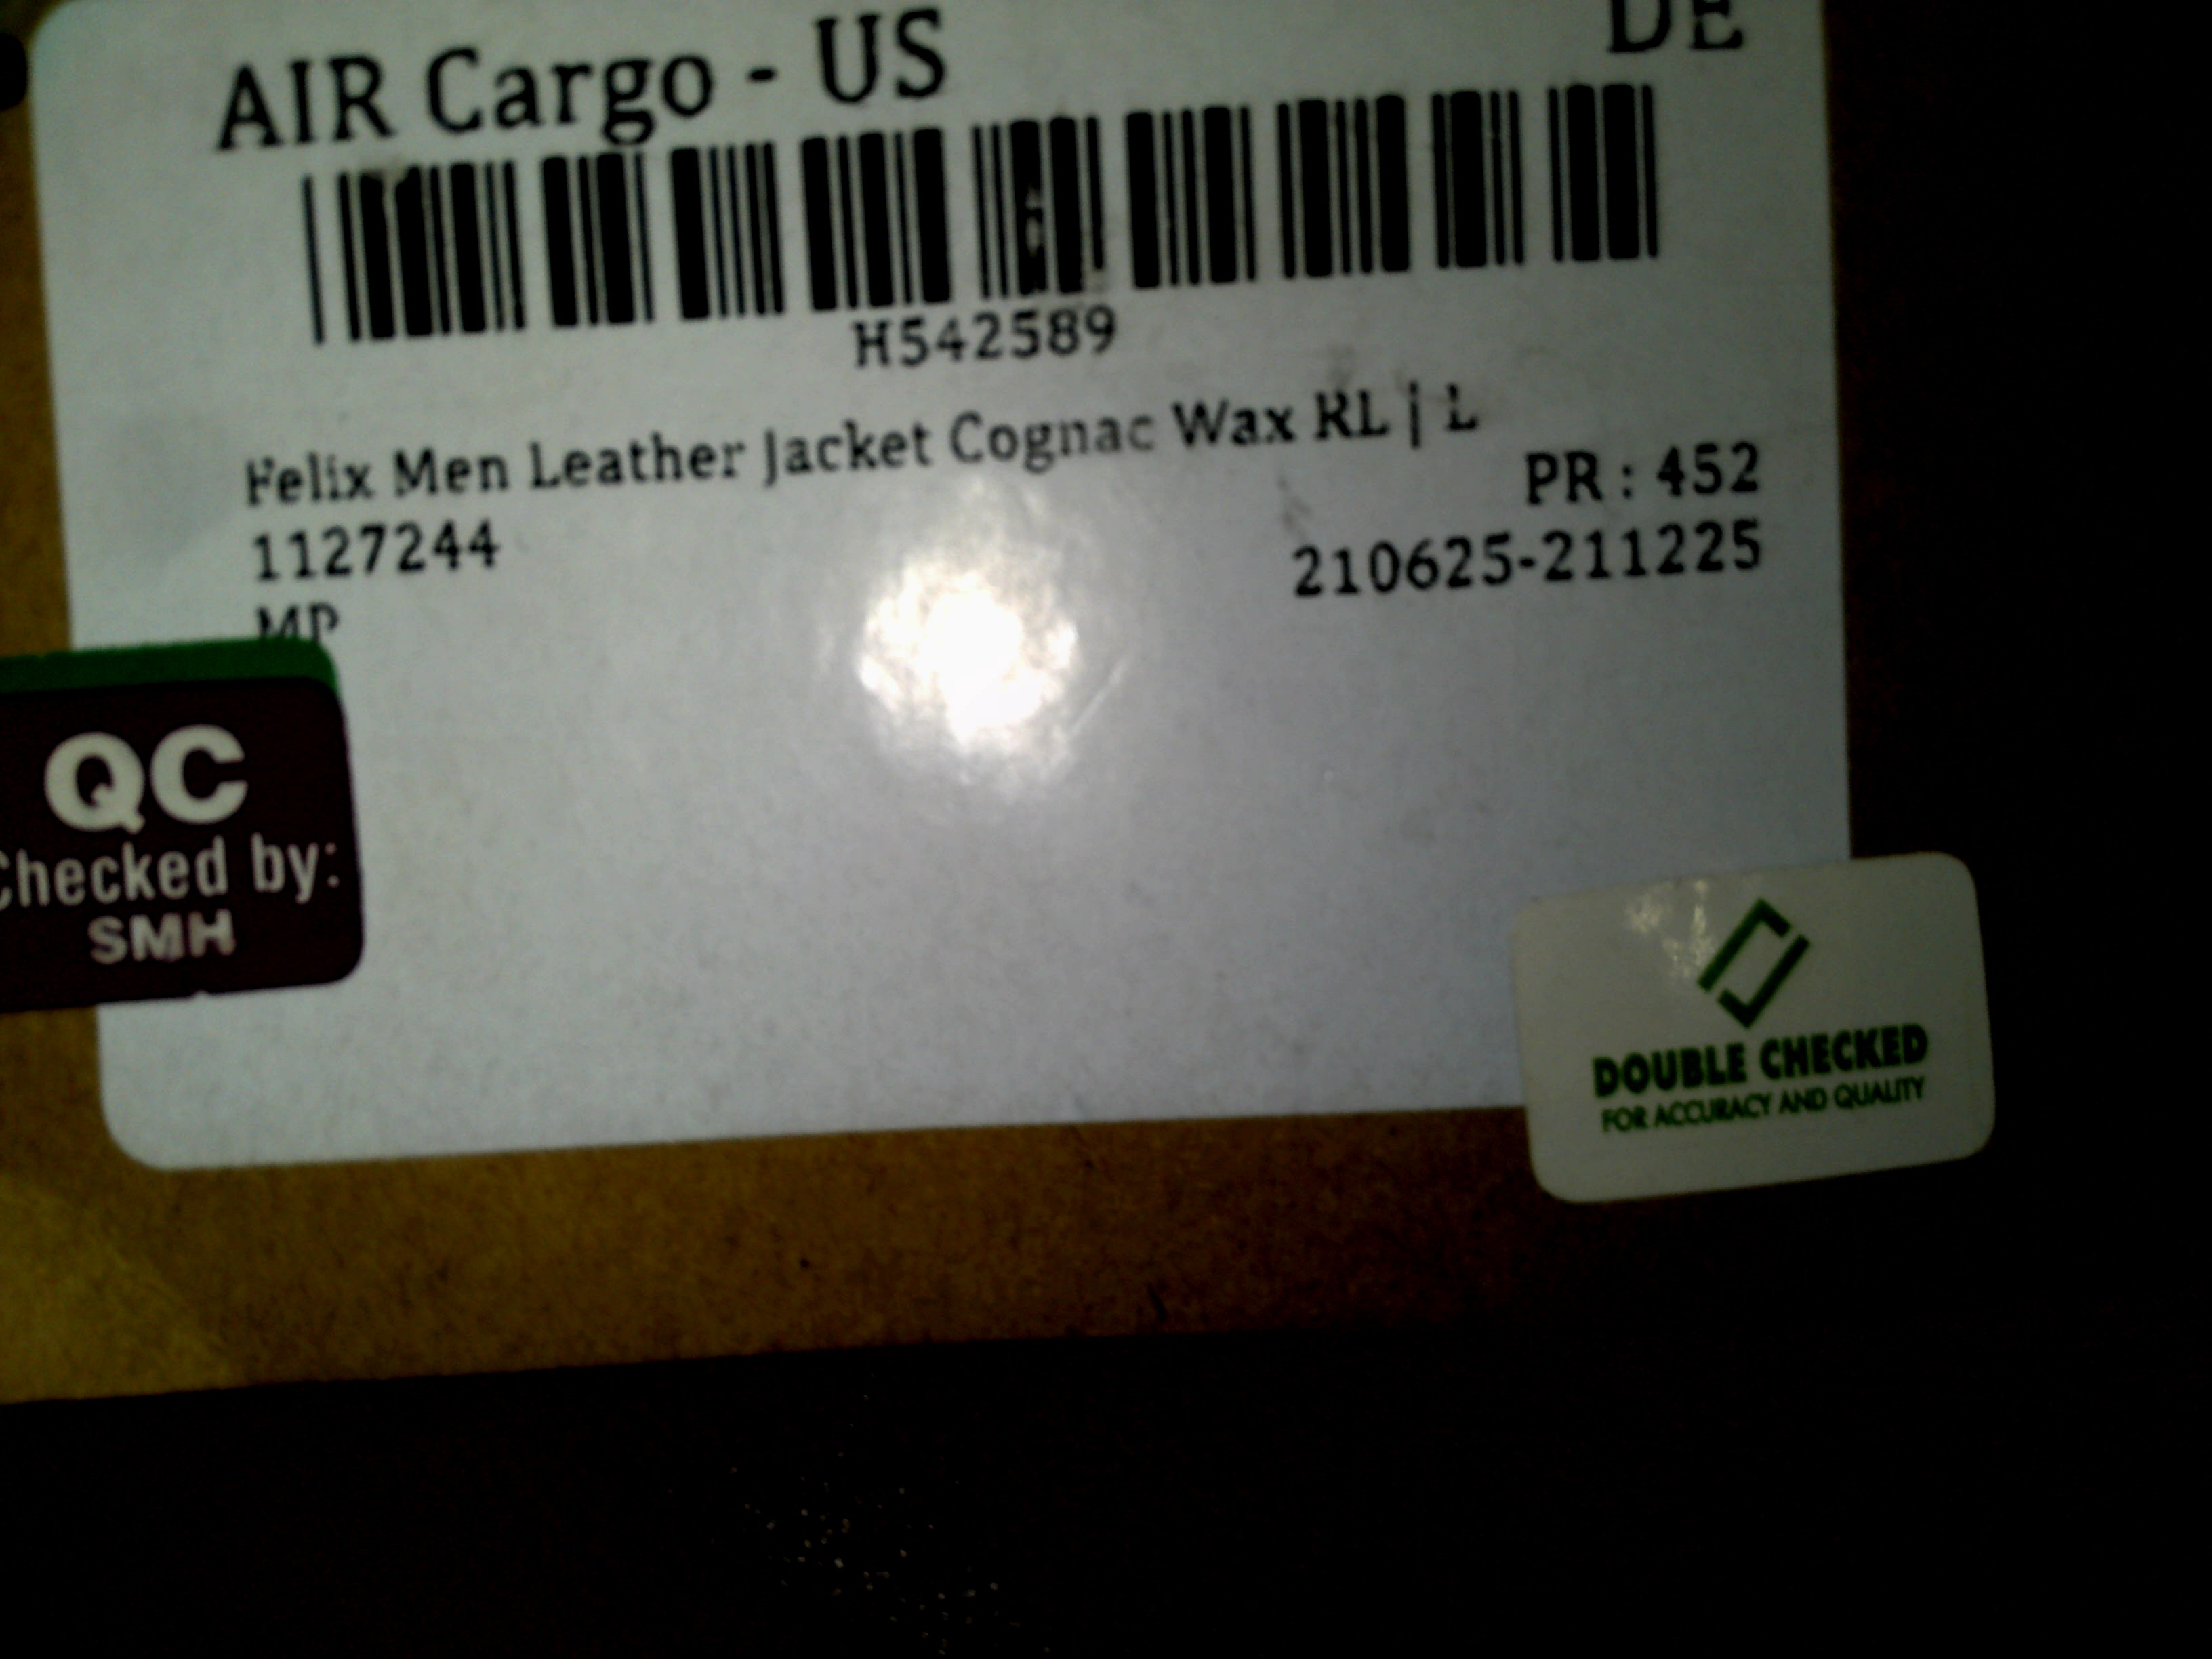 AIR Cargo - US
DE
H542589
Felix Men Leather Jacket Cognac Wax RL | L
PR : 452
1127244
210625-211225
MP
QC
Checked by:
SMH
DOUBLE CHECKED
FOR ACCURACY AND QUALITY